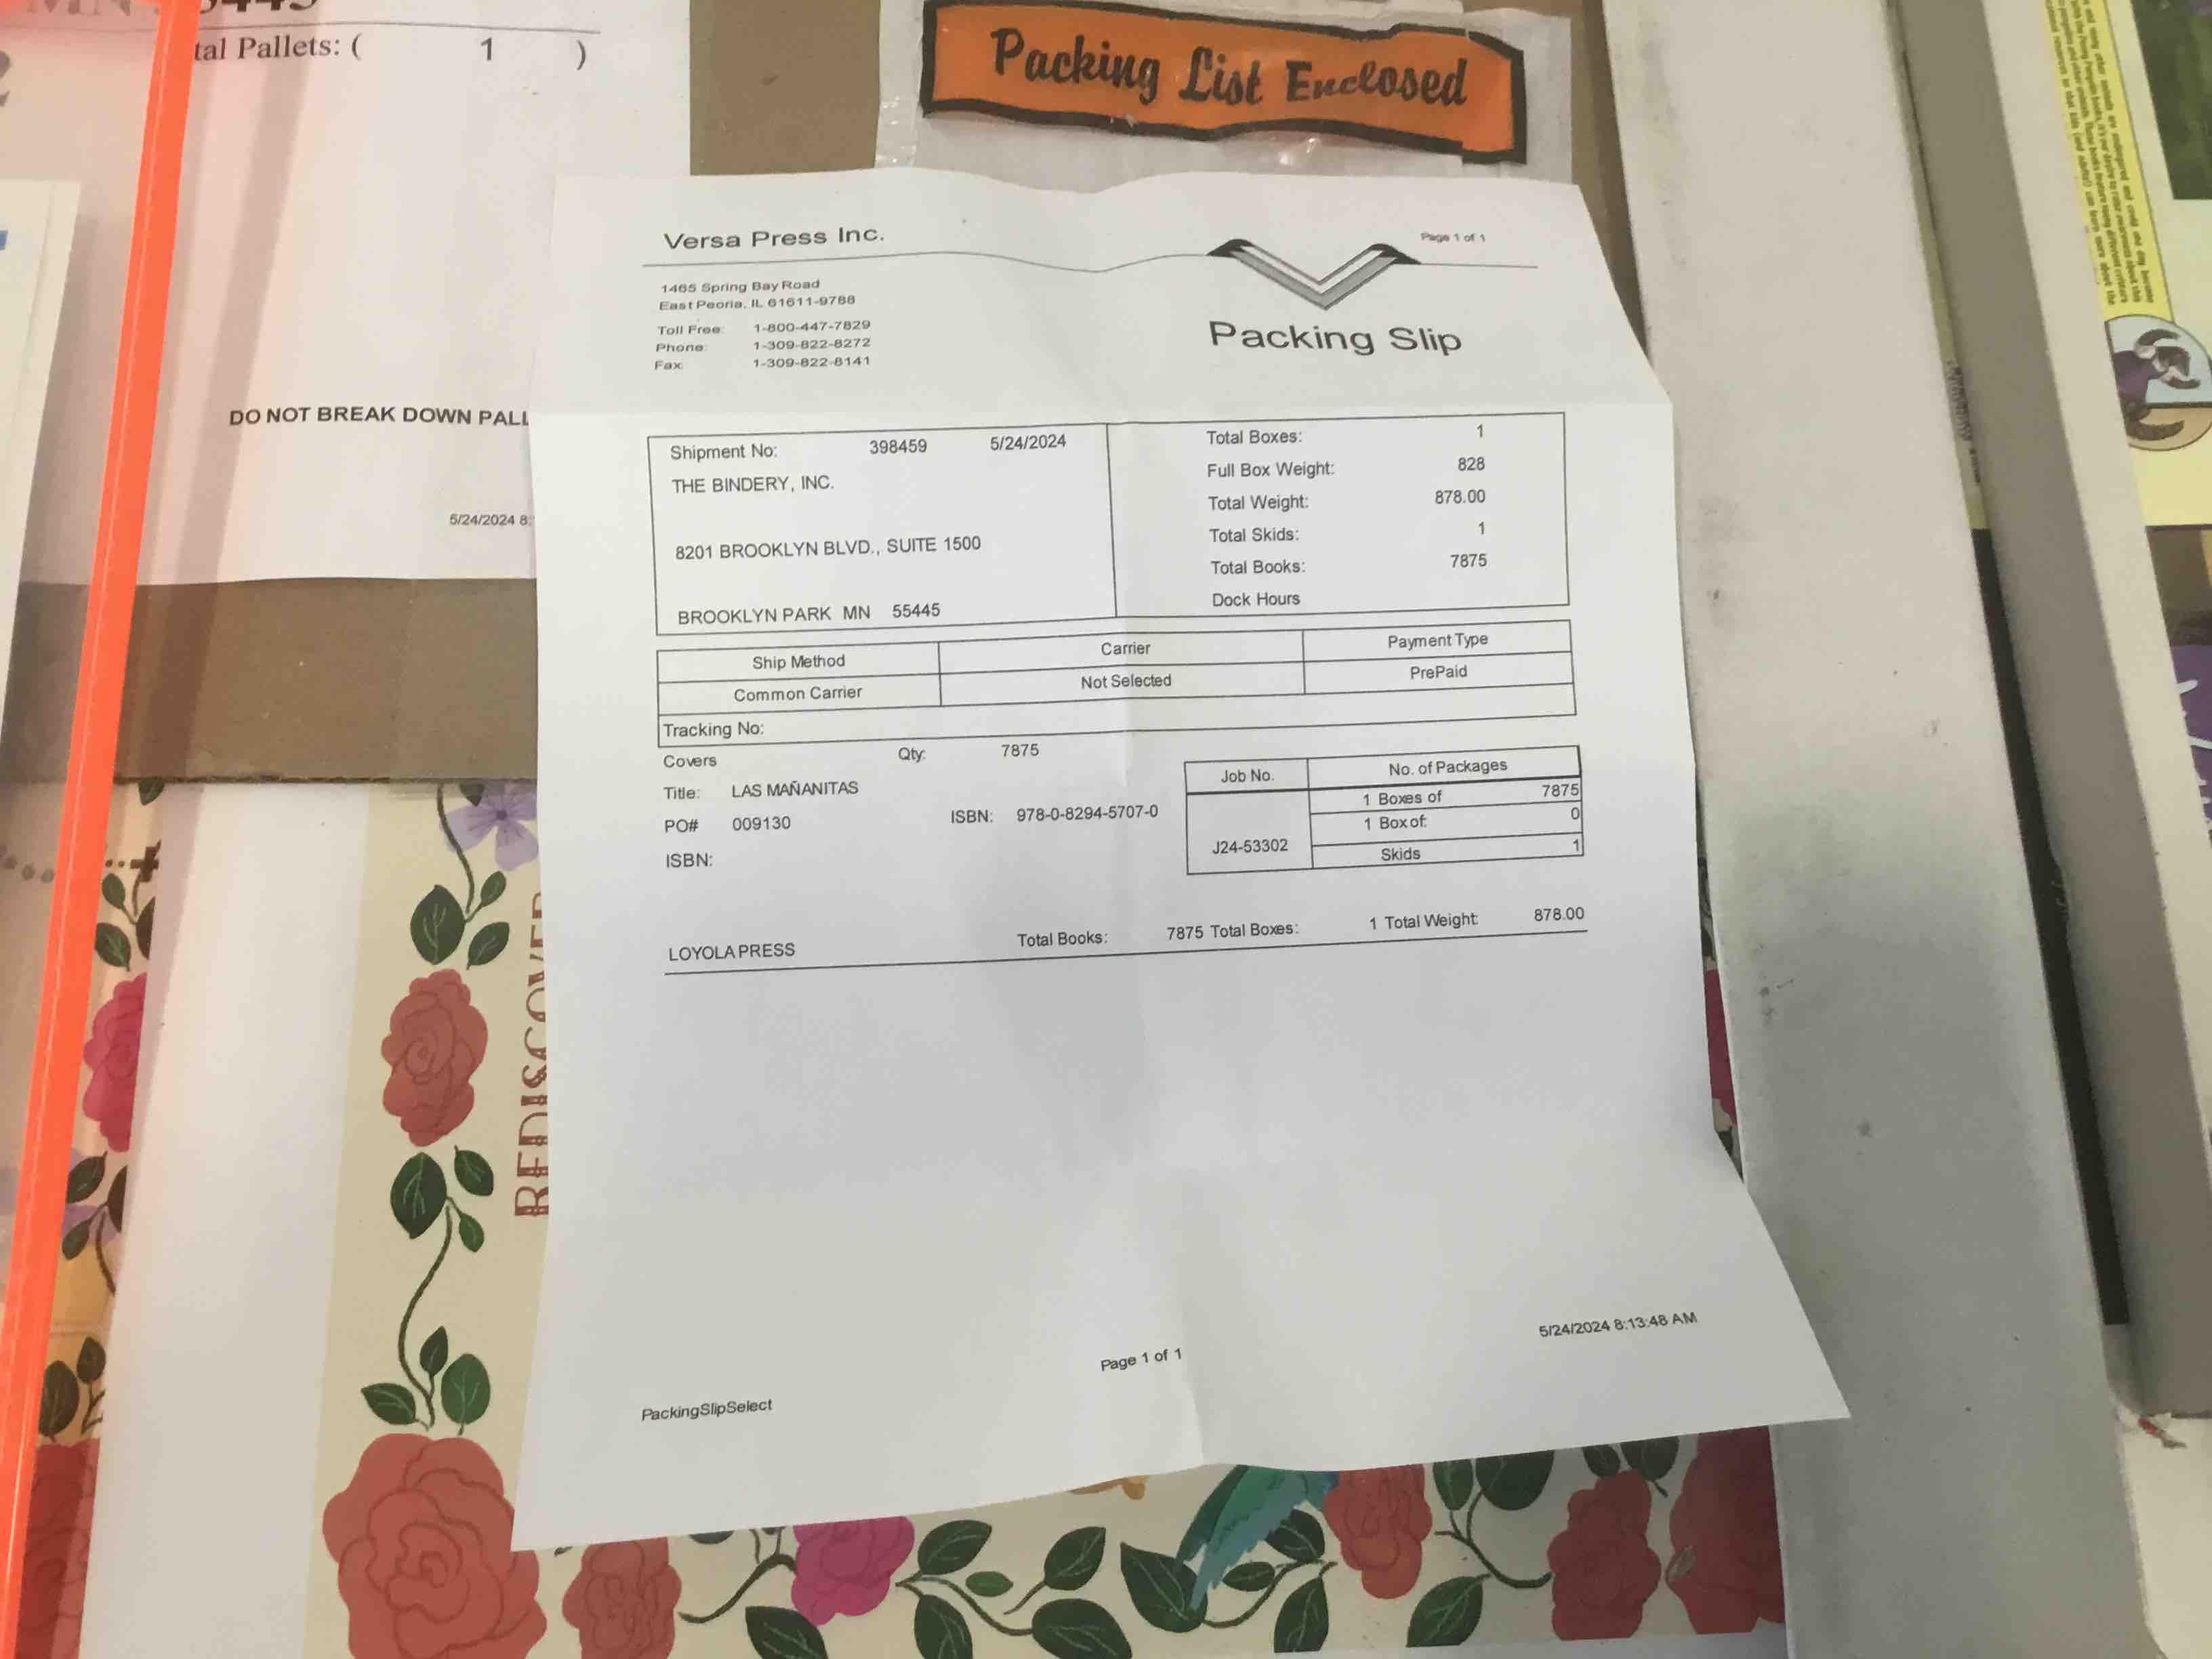 5445
tal Pallets: ( 1 )
DO NOT BREAK DOWN PALL
5/24/2024 8:
Packing List Enclosed
Versa Press Inc.
Page 1 of 1
1465 Spring Bay Road
East Peoria, IL 61611-9788
Toll Free: 1-800-447-7829
Phone: 1-309-822-8272
Fax: 1-309-822-8141
Packing Slip
Shipment No: 398459 5/24/2024
THE BINDERY, INC.
8201 BROOKLYN BLVD., SUITE 1500
BROOKLYN PARK MN 55445
Total Boxes: 1
Full Box Weight: 828
Total Weight: 878.00
Total Skids: 1
Total Books: 7875
Dock Hours
Ship Method Carrier Payment Type
Common Carrier Not Selected PrePaid
Tracking No:
Covers Qty: 7875
Title: LAS MAÑANITAS
PO# 009130 ISBN: 978-0-8294-5707-0
ISBN:
Job No. No. of Packages
1 Boxes of 7875
1 Box of: 0
J24-53302 Skids 1
LOYOLA PRESS Total Books: 7875 Total Boxes: 1 Total Weight: 878.00
5/24/2024 8:13:48 AM
Page 1 of 1
PackingSlipSelect
REDISCOVER